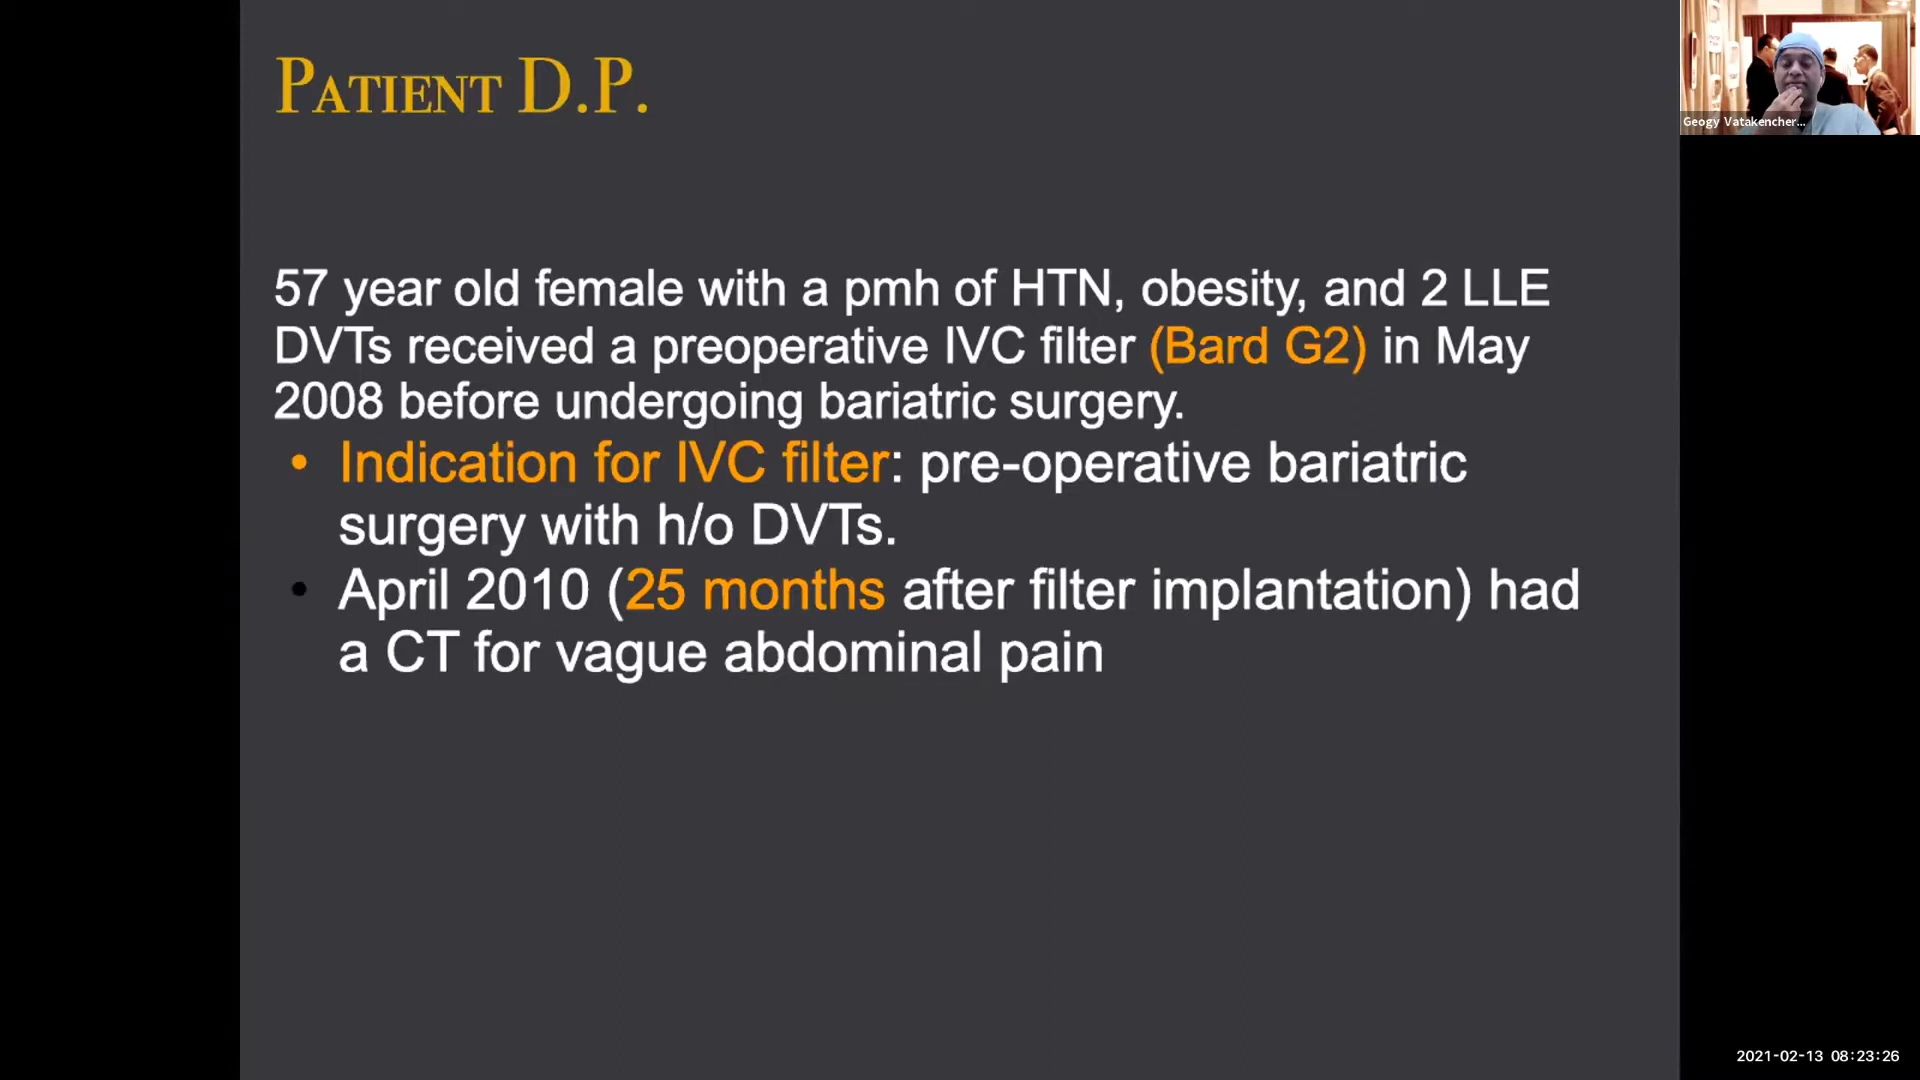 PATIENT D.P.
Geogy Vatakencher...
57 year old female with a pmh of HTN, obesity, and 2 LLE
DVTs received a preoperative IVC filter (Bard G2) in May
2008 before undergoing bariatric surgery.
• Indication for IVC filter: pre-operative bariatric
surgery with h/o DVTs.
• April 2010 (25 months after filter implantation) had
a CT for vague abdominal pain
2021-02-13 08:23:26